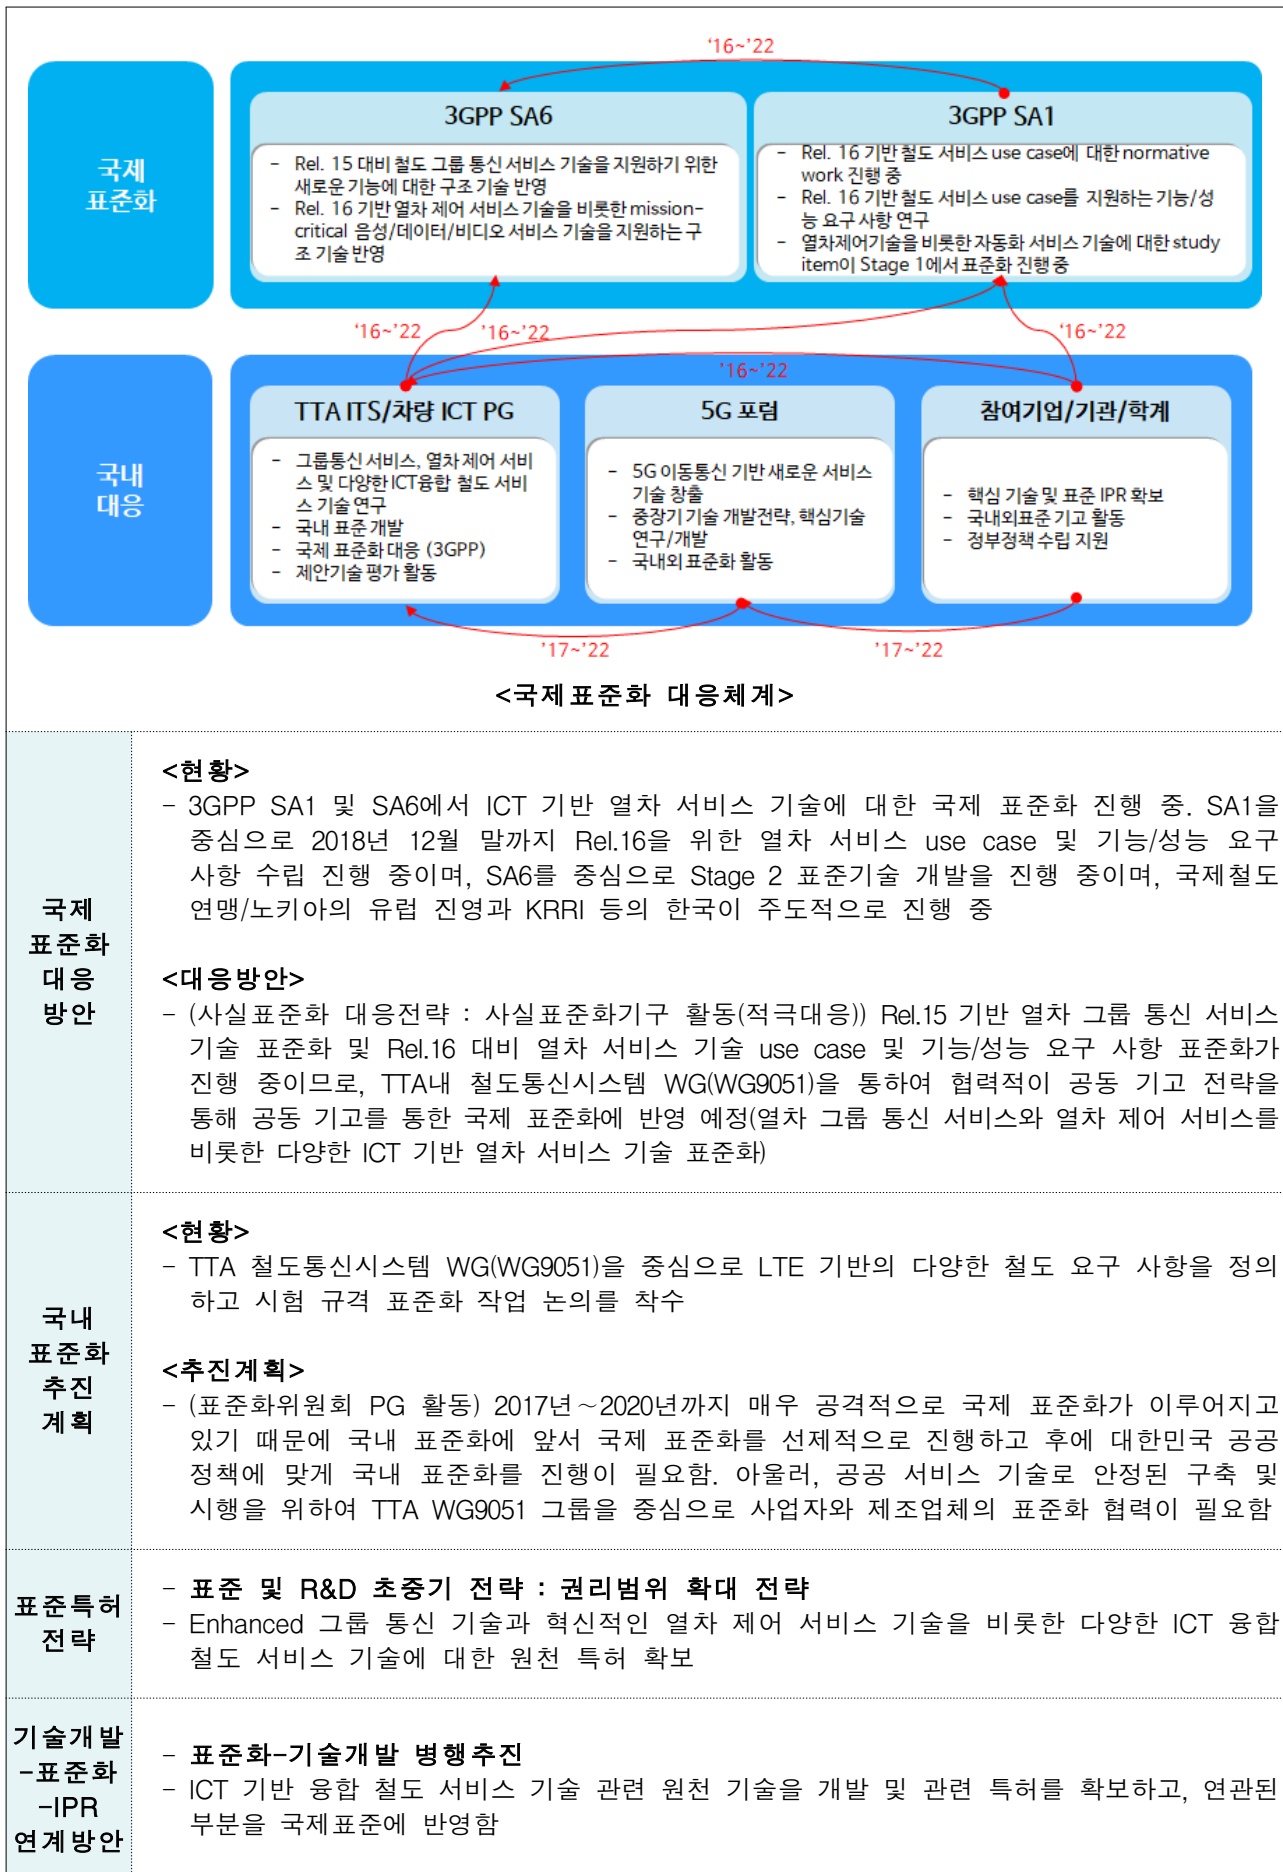 '16~'22
국제
표준화
3GPP SA6
- Rel. 15 대비 철도 그룹 통신 서비스 기술을 지원하기 위한
새로운 기능에 대한 구조 기술 반영
- Rel. 16 기반 열차 제어 서비스 기술을 비롯한 mission-
critical 음성/데이터/비디오 서비스 기술을 지원하는 구
조 기술 반영
3GPP SA1
- Rel. 16 기반 철도 서비스 use case에 대한 normative
work 진행 중
- Rel. 16 기반 철도 서비스 use case를 지원하는 기능/성
능 요구 사항 연구
- 열차제어기술을 비롯한 자동화 서비스 기술에 대한 study
item이 Stage 1에서 표준화 진행 중
'16~'22
'16~'22
'16~'22
'16~'22
국내
대응
TTA ITS/차량 ICT PG
- 그룹통신 서비스, 열차 제어 서비
스 및 다양한 ICT융합 철도 서비
스 기술 연구
- 국내 표준 개발
- 국제 표준화 대응 (3GPP)
- 제안기술 평가 활동
5G 포럼
- 5G 이동통신 기반 새로운 서비스
기술 창출
- 중장기 기술 개발전략, 핵심기술
연구/개발
- 국내외 표준화 활동
참여기업/기관/학계
- 핵심 기술 및 표준 IPR 확보
- 국내외표준 기고 활동
- 정부정책 수립 지원
'17~'22
'17~'22
<국제표준화 대응체계>
국제
표준화
대응
방안
<현황>
- 3GPP SA1 및 SA6에서 ICT 기반 열차 서비스 기술에 대한 국제 표준화 진행 중. SA1을
중심으로 2018년 12월 말까지 Rel.16을 위한 열차 서비스 use case 및 기능/성능 요구
사항 수립 진행 중이며, SA6를 중심으로 Stage 2 표준기술 개발을 진행 중이며, 국제철도
연맹/노키아의 유럽 진영과 KRRI 등의 한국이 주도적으로 진행 중
<대응방안>
- (사실표준화 대응전략 : 사실표준화기구 활동(적극대응)) Rel.15 기반 열차 그룹 통신 서비스
기술 표준화 및 Rel.16 대비 열차 서비스 기술 use case 및 기능/성능 요구 사항 표준화가
진행 중이므로, TTA내 철도통신시스템 WG(WG9051)을 통하여 협력적이 공동 기고 전략을
통해 공동 기고를 통한 국제 표준화에 반영 예정(열차 그룹 통신 서비스와 열차 제어 서비스를
비롯한 다양한 ICT 기반 열차 서비스 기술 표준화)
국내
표준화
추진
계획
<현황>
- TTA 철도통신시스템 WG(WG9051)을 중심으로 LTE 기반의 다양한 철도 요구 사항을 정의
하고 시험 규격 표준화 작업 논의를 착수
<추진계획>
- (표준화위원회 PG 활동) 2017년~2020년까지 매우 공격적으로 국제 표준화가 이루어지고
있기 때문에 국내 표준화에 앞서 국제 표준화를 선제적으로 진행하고 후에 대한민국 공공
정책에 맞게 국내 표준화를 진행이 필요함. 아울러, 공공 서비스 기술로 안정된 구축 및
시행을 위하여 TTA WG9051 그룹을 중심으로 사업자와 제조업체의 표준화 협력이 필요함
표준특허
전략
- 표준 및 R&D 초중기 전략 : 권리범위 확대 전략
- Enhanced 그룹 통신 기술과 혁신적인 열차 제어 서비스 기술을 비롯한 다양한 ICT 융합
철도 서비스 기술에 대한 원천 특허 확보
기술개발
-표준화
-IPR
연계방안
- 표준화-기술개발 병행추진
- ICT 기반 융합 철도 서비스 기술 관련 원천 기술을 개발 및 관련 특허를 확보하고, 연관된
부분을 국제표준에 반영함